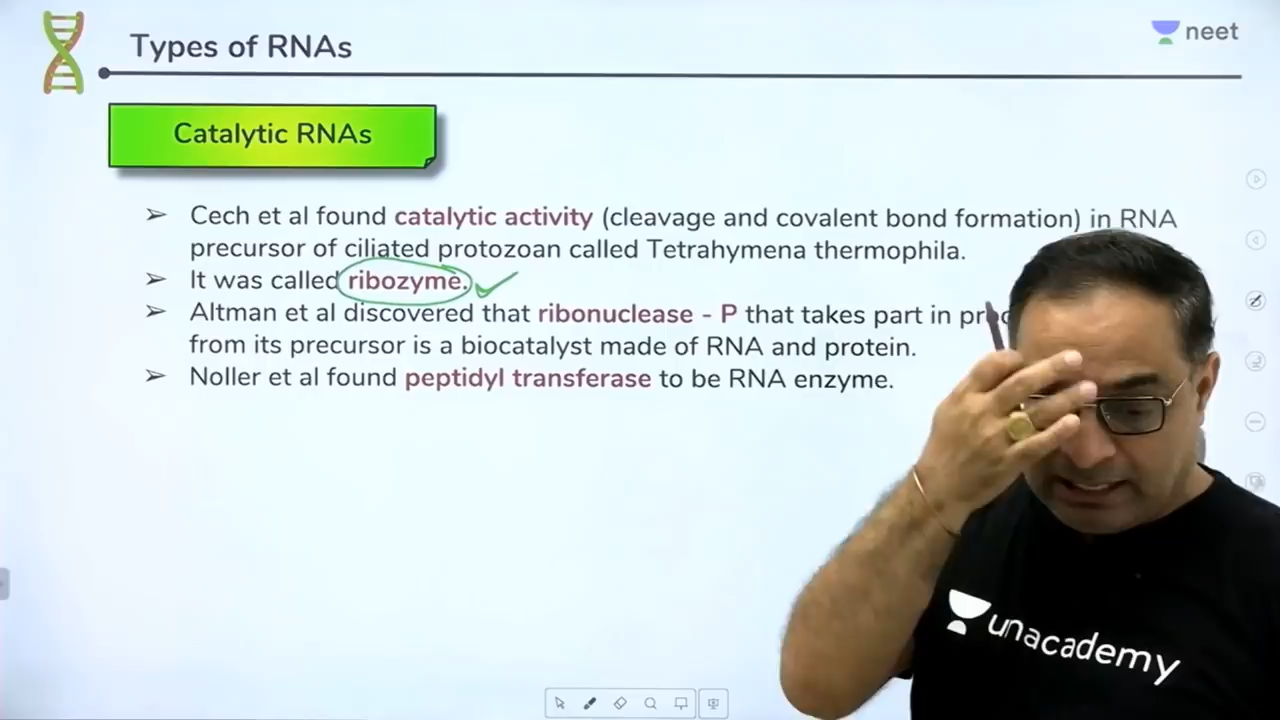 Types of RNAs
neet
Catalytic RNAs
➢ Cech et al found catalytic activity (cleavage and covalent bond formation) in RNA
precursor of ciliated protozoan called Tetrahymena thermophila.
➢ It was called ribozyme.
➢ Altman et al discovered that ribonuclease - P that takes part in
from its precursor is a biocatalyst made of RNA and protein.
➢ Noller et al found peptidyl transferase to be RNA enzyme.
unacademy